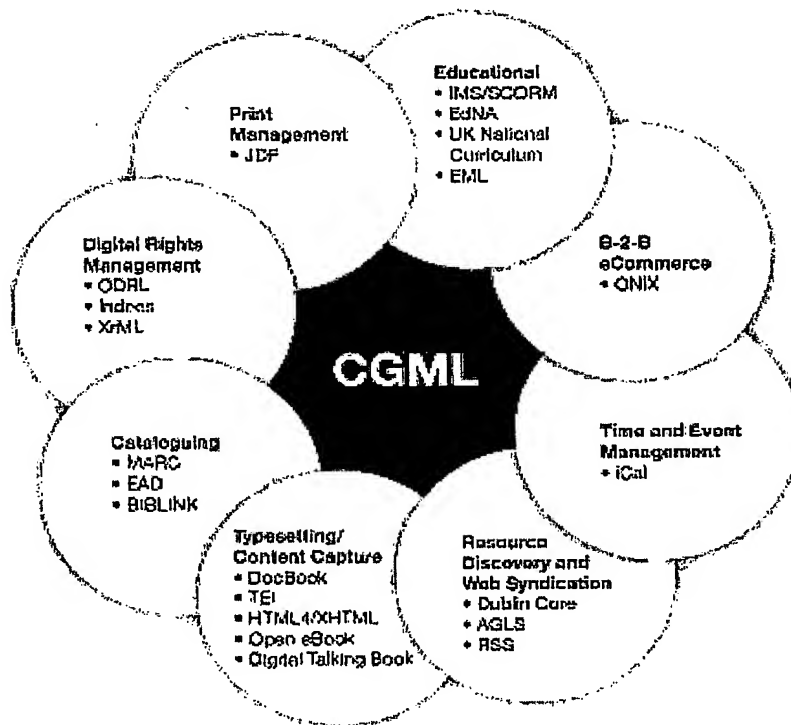 Educational
• IMS/SCORM
• EdNA
• UK National
Curriculum
• EML
B-2-B
eCommerce
• ONIX
Time and Event
Management
• iCal
Resource
Discovery and
Web Syndication
• Dublin Core
• AGLS
• RSS
Typesetting/
Content Capture
• DocBook
• TEI
• HTML4/XHTML
• Open eBook
• Digital Talking Book
Cataloguing
• MARC
• EAD
• BIBLINK
Digital Rights
Management
• ODRL
• Indecs
• XrML
Print
Management
• JDF
CGML